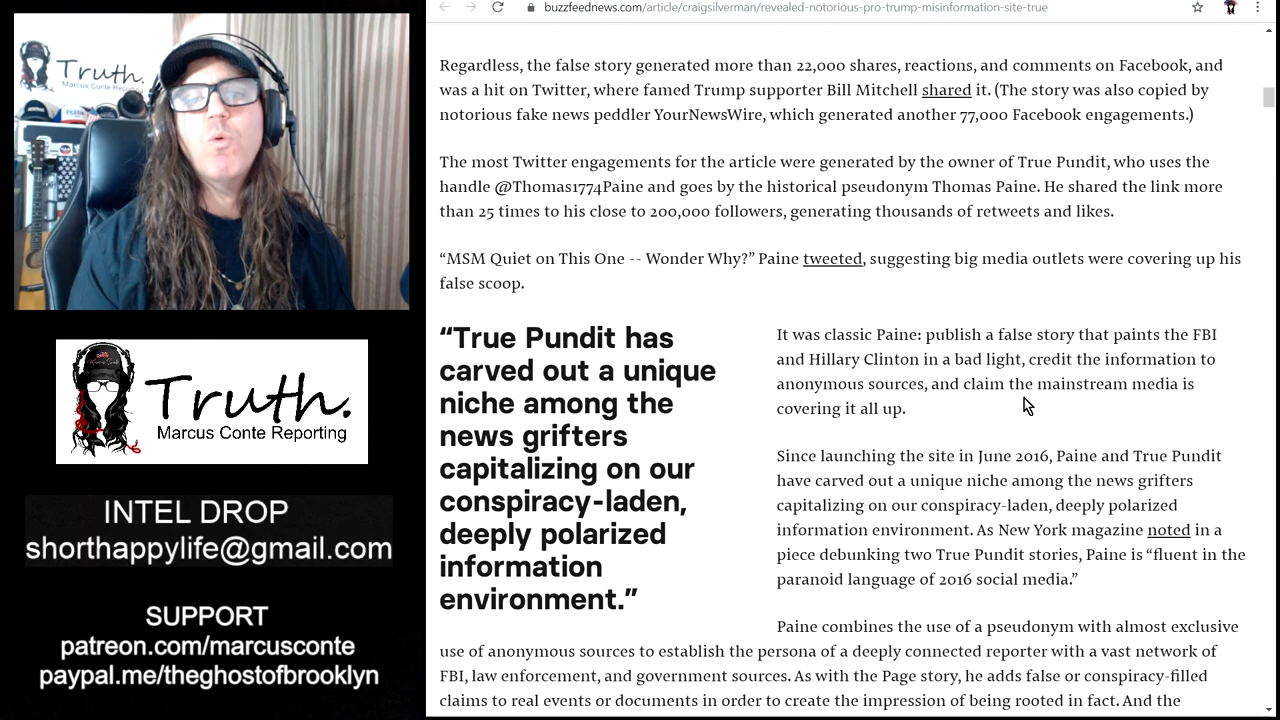 Truth.
Marcus Conte
Truth.
Marcus Conte Reporting
INTEL DROP
shorthappylife@gmail.com
SUPPORT
patreon.com/marcusconte
paypal.me/theghostofbrooklyn
buzzfeednews.com/article/craigsilverman/revealed-notorious-pro-trump-misinformation-site-true
Regardless, the false story generated more than 22,000 shares, reactions, and comments on Facebook, and
was a hit on Twitter, where famed Trump supporter Bill Mitchell shared it. (The story was also copied by
notorious fake news peddler YourNewsWire, which generated another 77,000 Facebook engagements.)
The most Twitter engagements for the article were generated by the owner of True Pundit, who uses the
handle @Thomas1774Paine and goes by the historical pseudonym Thomas Paine. He shared the link more
than 25 times to his close to 200,000 followers, generating thousands of retweets and likes.
“MSM Quiet on This One -- Wonder Why?” Paine tweeted, suggesting big media outlets were covering up his
false scoop.
“True Pundit has
carved out a unique
niche among the
news grifters
capitalizing on our
conspiracy-laden,
deeply polarized
information
environment.”
It was classic Paine: publish a false story that paints the FBI
and Hillary Clinton in a bad light, credit the information to
anonymous sources, and claim the mainstream media is
covering it all up.
Since launching the site in June 2016, Paine and True Pundit
have carved out a unique niche among the news grifters
capitalizing on our conspiracy-laden, deeply polarized
information environment. As New York magazine noted in a
piece debunking two True Pundit stories, Paine is “fluent in the
paranoid language of 2016 social media.”
Paine combines the use of a pseudonym with almost exclusive
use of anonymous sources to establish the persona of a deeply connected reporter with a vast network of
FBI, law enforcement, and government sources. As with the Page story, he adds false or conspiracy-filled
claims to real events or documents in order to create the impression of being rooted in fact. And the